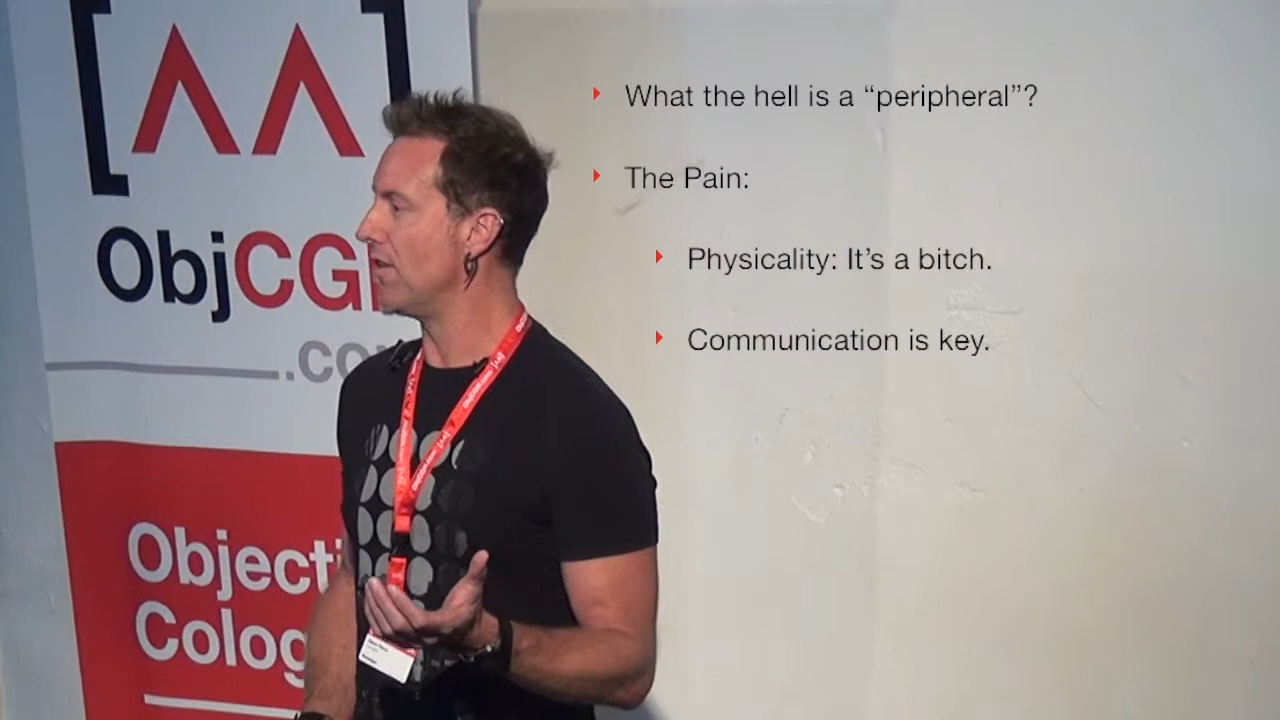 [^^]
ObjCG
.co
Objecti
Colog
What the hell is a “peripheral”?
The Pain:
Physicality: It’s a bitch.
Communication is key.